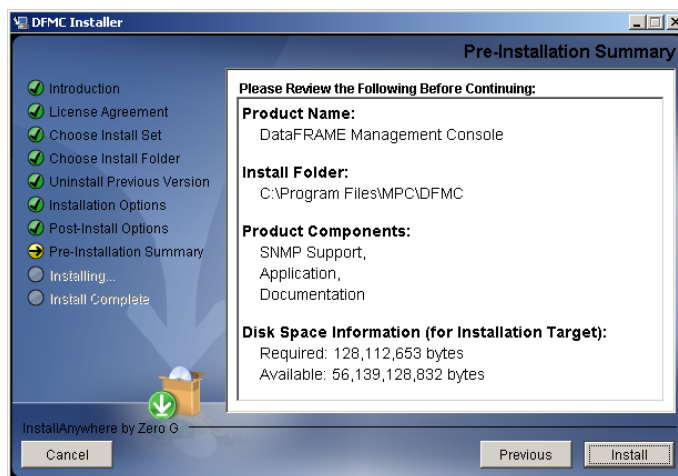 DFMC Installer
Pre-Installation Summary
Introduction
License Agreement
Choose Install Set
Choose Install Folder
Uninstall Previous Version
Installation Options
Post-Install Options
Pre-Installation Summary
Installing...
Install Complete
Please Review the Following Before Continuing:
Product Name:
DataFRAME Management Console
Install Folder:
C:\Program Files\MPC\DFMC
Product Components:
SNMP Support,
Application,
Documentation
Disk Space Information (for Installation Target):
Required: 128,112,653 bytes
Available: 56,139,128,832 bytes
InstallAnywhere by Zero G
Cancel
Previous
Install